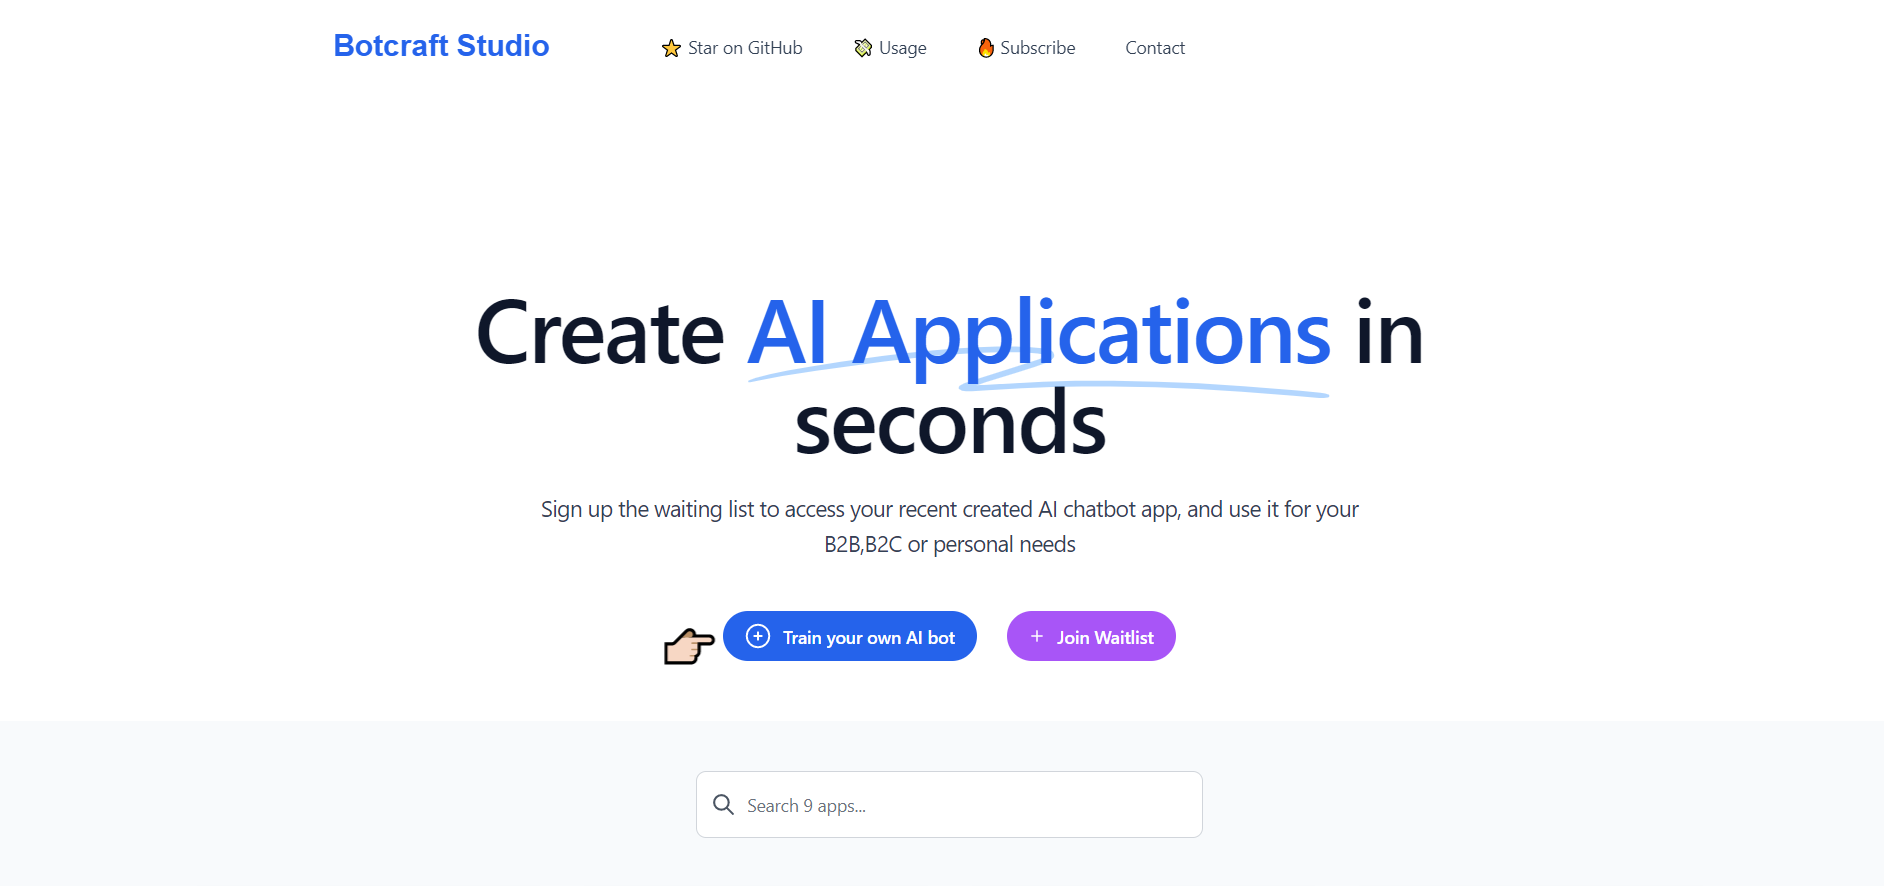 Botcraft Studio
Star on GitHub
Usage
Subscribe
Contact
Create AI Applications in
seconds
Sign up the waiting list to access your recent created AI chatbot app, and use it for your
B2B,B2C or personal needs
Train your own AI bot
Join Waitlist
Search 9 apps...